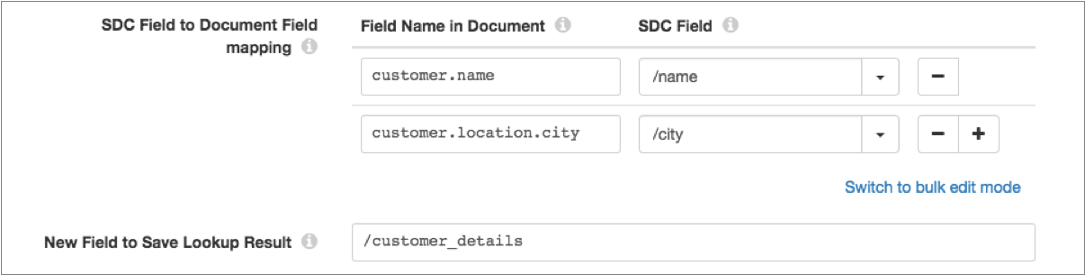 SDC Field to Document Field mapping
Field Name in Document
SDC Field
customer.name
/name
customer.location.city
/city
Switch to bulk edit mode
New Field to Save Lookup Result
/customer_details